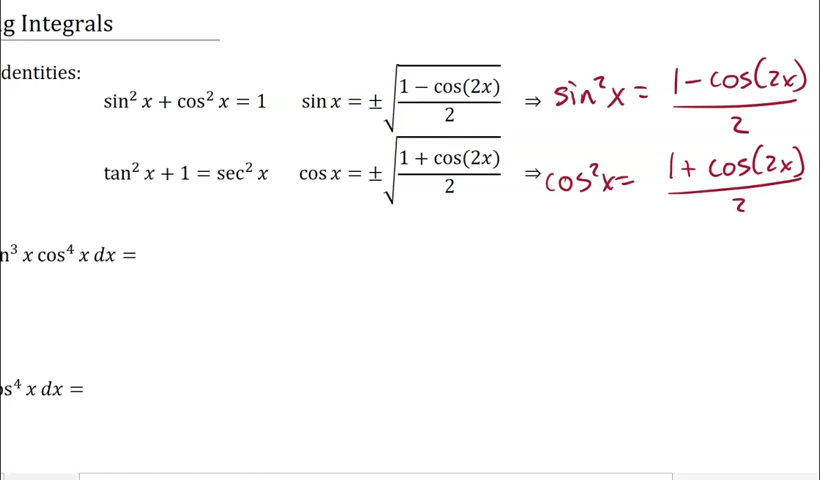 g Integrals
dentities:
sin² x + cos² x = 1 sin x = ± √((1 − cos(2x))/2) ⇒ sin²x = (1 − cos(2x))/2
tan² x + 1 = sec² x cos x = ± √((1 + cos(2x))/2) ⇒ cos²x = (1 + cos(2x))/2
n³ x cos⁴ x dx =
os⁴ x dx =